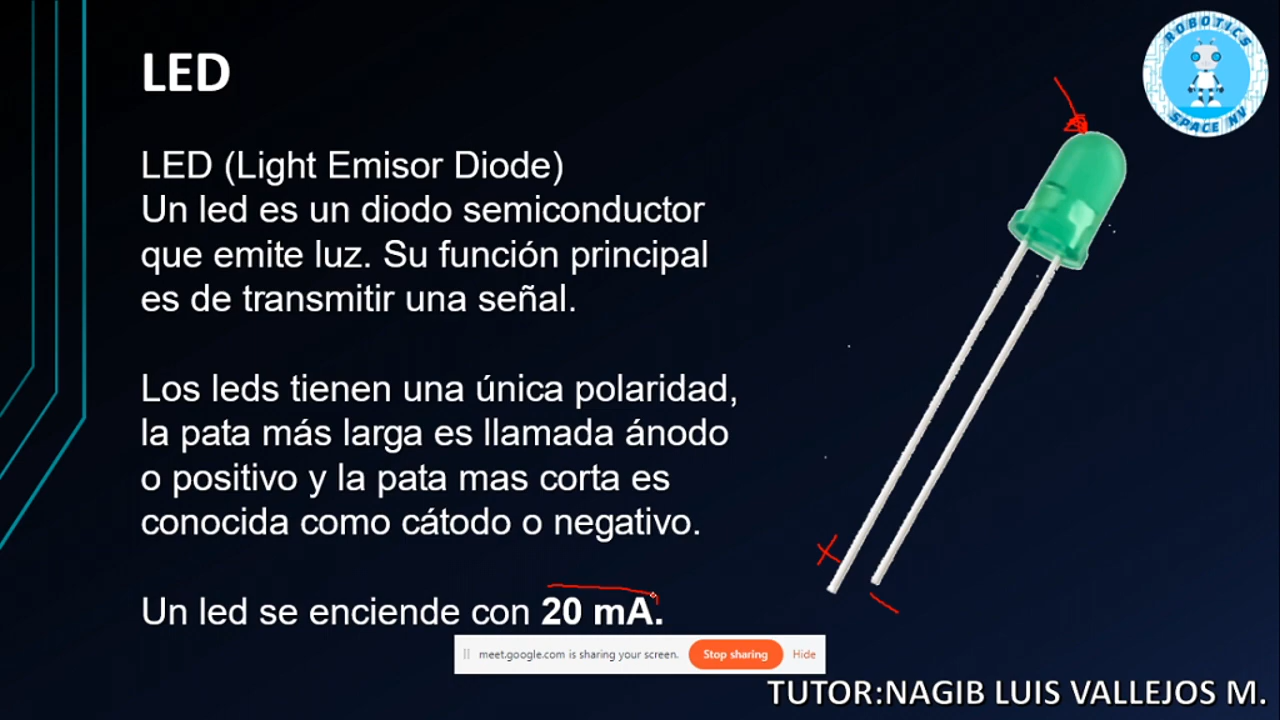 LED
ROBOTICS
SPACE NV
LED (Light Emisor Diode)
Un led es un diodo semiconductor
que emite luz. Su función principal
es de transmitir una señal.
Los leds tienen una única polaridad,
la pata más larga es llamada ánodo
o positivo y la pata mas corta es
conocida como cátodo o negativo.
Un led se enciende con 20 mA.
meet.google.com is sharing your screen. Stop sharing Hide
TUTOR:NAGIB LUIS VALLEJOS M.